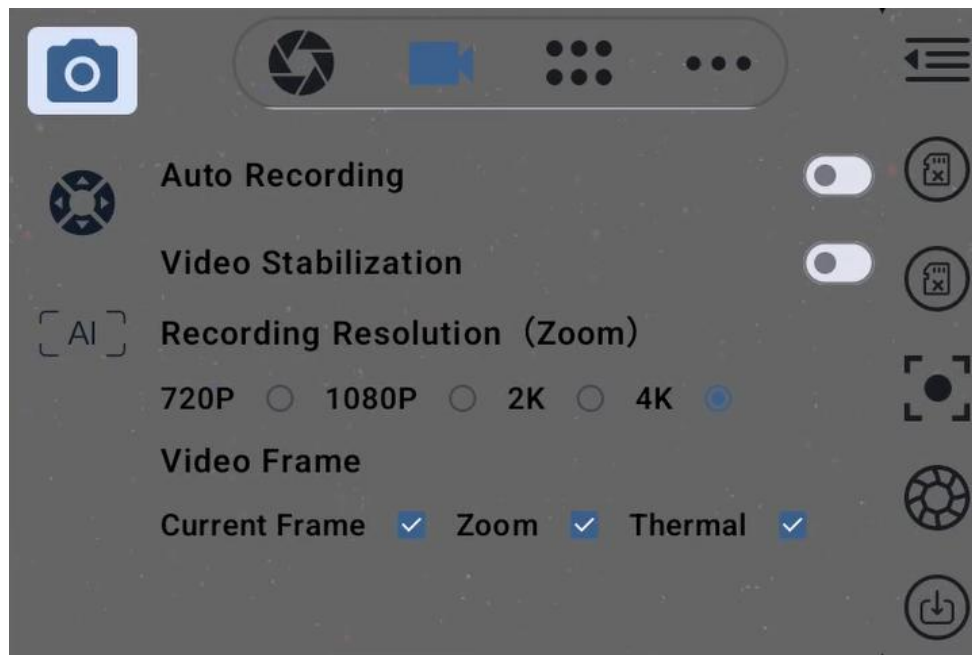 Auto Recording
Video Stabilization
AI
Recording Resolution（Zoom）
720P 1080P 2K 4K
Video Frame
Current Frame Zoom Thermal